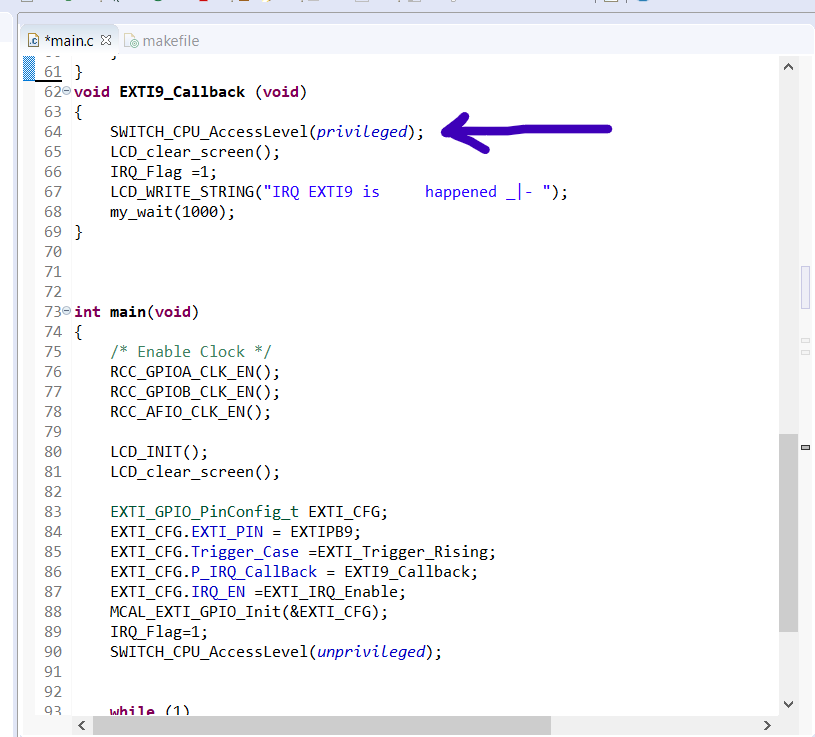 *main.c
makefile
61 }
62 void EXTI9_Callback (void)
63 {
64 SWITCH_CPU_AccessLevel(privileged);
65 LCD_clear_screen();
66 IRQ_Flag =1;
67 LCD_WRITE_STRING("IRQ EXTI9 is     happened _|- ");
68 my_wait(1000);
69 }
70
71
72
73 int main(void)
74 {
75 /* Enable Clock */
76 RCC_GPIOA_CLK_EN();
77 RCC_GPIOB_CLK_EN();
78 RCC_AFIO_CLK_EN();
79
80 LCD_INIT();
81 LCD_clear_screen();
82
83 EXTI_GPIO_PinConfig_t EXTI_CFG;
84 EXTI_CFG.EXTI_PIN = EXTIPB9;
85 EXTI_CFG.Trigger_Case =EXTI_Trigger_Rising;
86 EXTI_CFG.P_IRQ_CallBack = EXTI9_Callback;
87 EXTI_CFG.IRQ_EN =EXTI_IRQ_Enable;
88 MCAL_EXTI_GPIO_Init(&EXTI_CFG);
89 IRQ_Flag=1;
90 SWITCH_CPU_AccessLevel(unprivileged);
91
92
93 while (1)